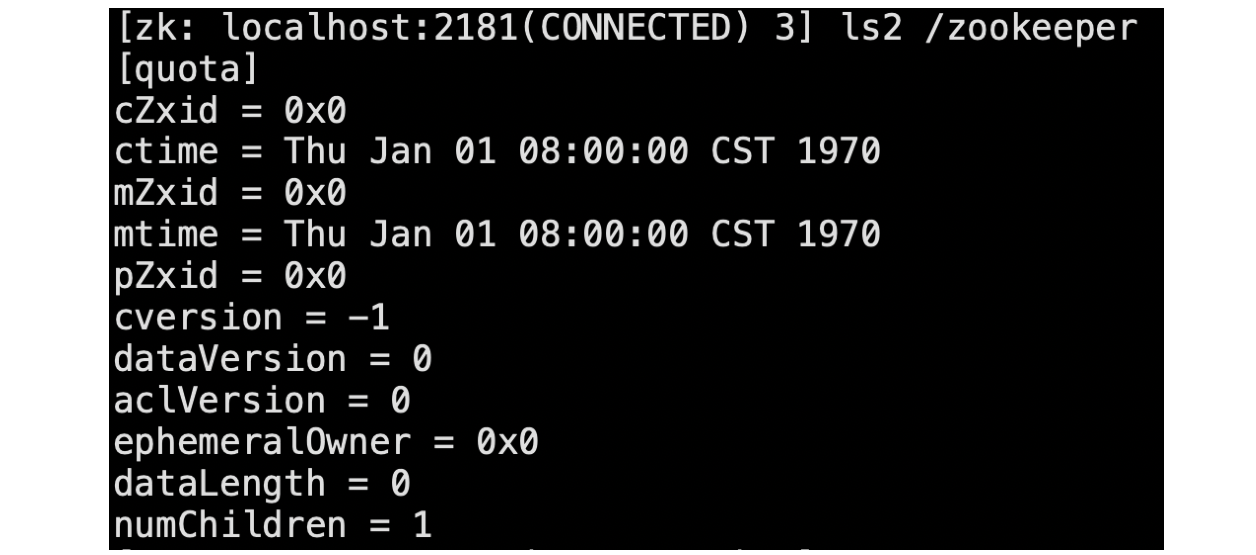 [zk: localhost:2181(CONNECTED) 3] ls2 /zookeeper
[quota]
cZxid = 0x0
ctime = Thu Jan 01 08:00:00 CST 1970
mZxid = 0x0
mtime = Thu Jan 01 08:00:00 CST 1970
pZxid = 0x0
cversion = -1
dataVersion = 0
aclVersion = 0
ephemeralOwner = 0x0
dataLength = 0
numChildren = 1